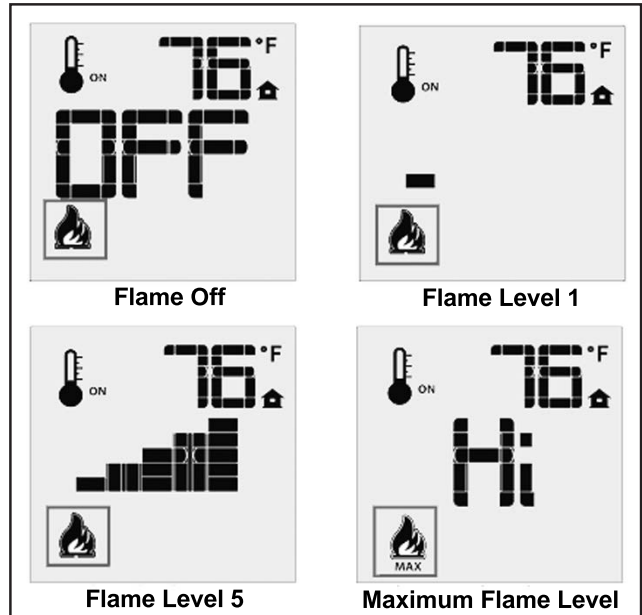 76 °F
ON
OFF
Flame Off
76 °F
ON
Flame Level 1
76 °F
ON
Flame Level 5
76 °F
ON
Hi
MAX
Maximum Flame Level